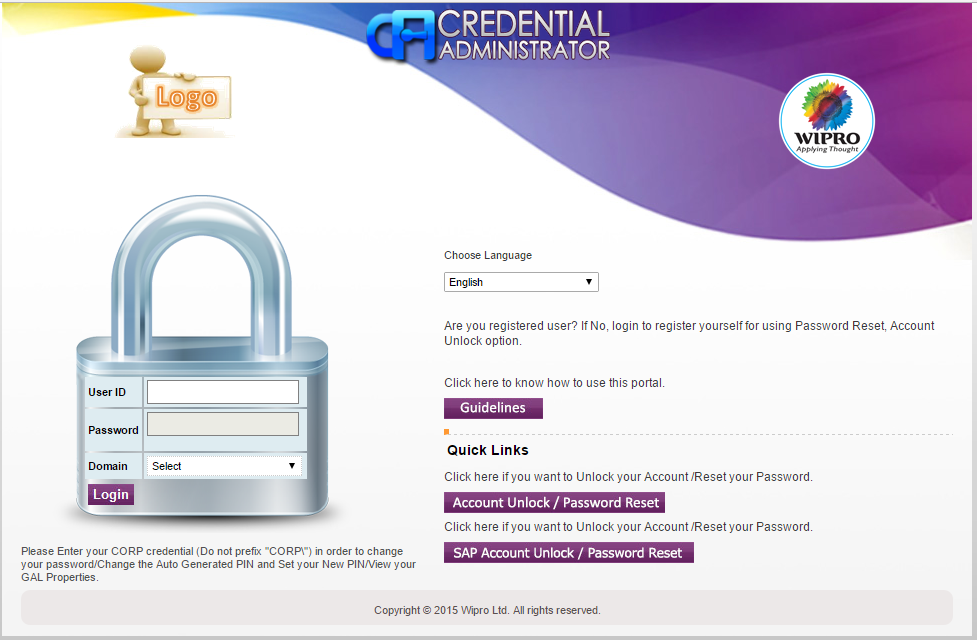 CREDENTIAL
ADMINISTRATOR
Logo
WIPRO
Applying Thought
Choose Language
English
Are you registered user? If No, login to register yourself for using Password Reset, Account
Unlock option.
Click here to know how to use this portal.
Guidelines
User ID
Password
Domain
Select
Login
Quick Links
Click here if you want to Unlock your Account /Reset your Password.
Account Unlock / Password Reset
Click here if you want to Unlock your Account /Reset your Password.
SAP Account Unlock / Password Reset
Please Enter your CORP credential (Do not prefix "CORP\") in order to change
your password/Change the Auto Generated PIN and Set your New PIN/View your
GAL Properties.
Copyright © 2015 Wipro Ltd. All rights reserved.